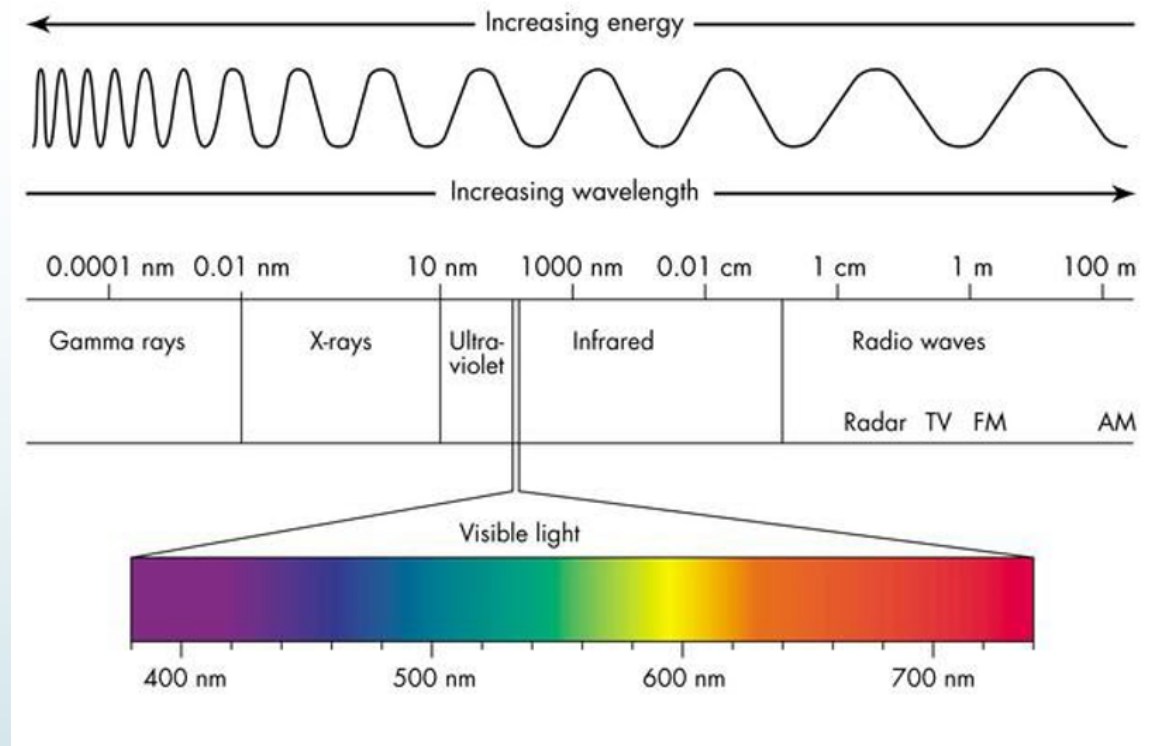 Increasing energy
Increasing wavelength
0.0001 nm 0.01 nm 10 nm 1000 nm 0.01 cm 1 cm 1 m 100 m
Gamma rays X-rays Ultra- Infrared Radio waves
violet
Radar TV FM AM
Visible light
400 nm 500 nm 600 nm 700 nm